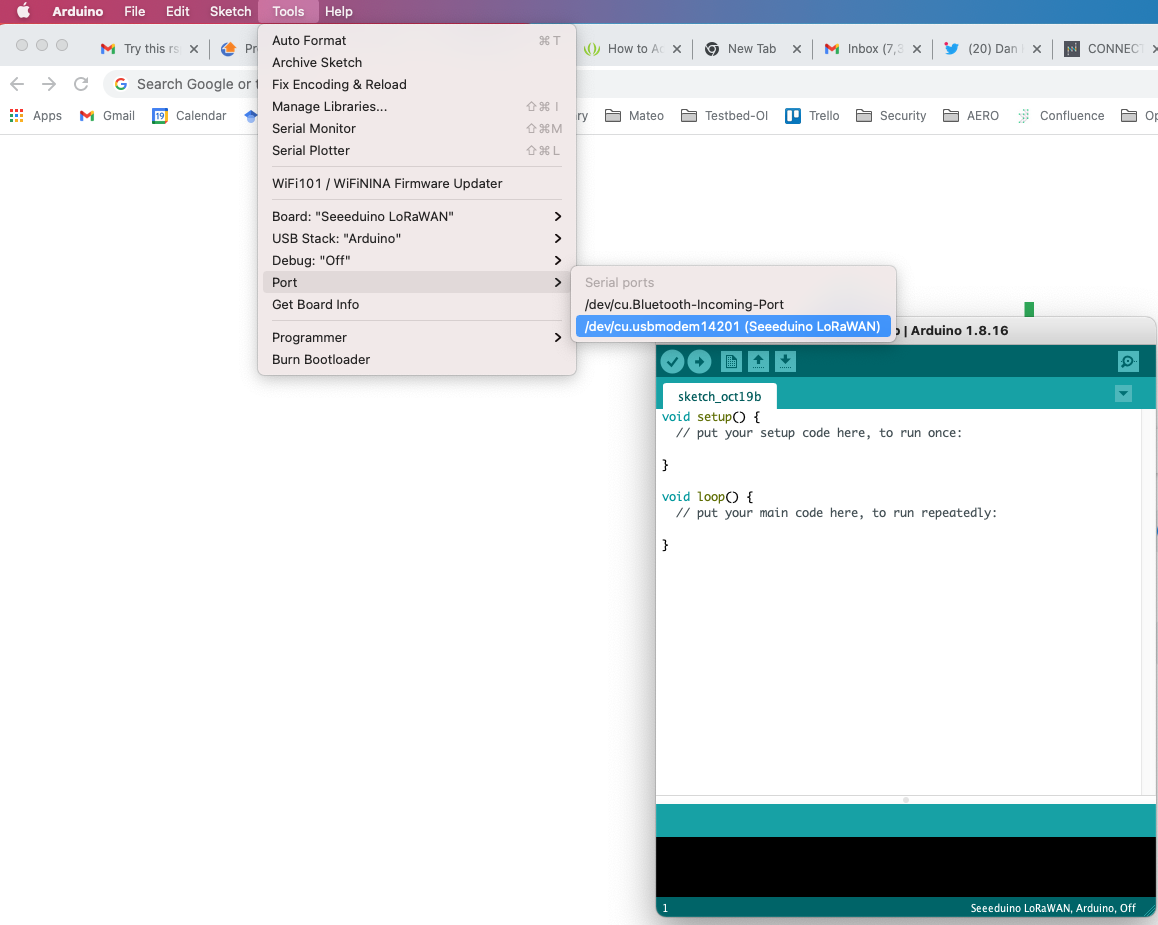 Arduino File Edit Sketch Tools Help
Try this rs
Pr
How to Ac
New Tab
Inbox (7,3
(20) Dan
CONNECT
Search Google or t
Apps Gmail Calendar
ry Mateo Testbed-OI Trello Security AERO Confluence Op
Auto Format ⌘T
Archive Sketch
Fix Encoding & Reload
Manage Libraries... ⇧⌘I
Serial Monitor ⇧⌘M
Serial Plotter ⇧⌘L
WiFi101 / WiFiNINA Firmware Updater
Board: "Seeeduino LoRaWAN"
USB Stack: "Arduino"
Debug: "Off"
Port
Get Board Info
Programmer
Burn Bootloader
Serial ports
/dev/cu.Bluetooth-Incoming-Port
/dev/cu.usbmodem14201 (Seeeduino LoRaWAN)
| Arduino 1.8.16
sketch_oct19b
void setup() {
// put your setup code here, to run once:
}
void loop() {
// put your main code here, to run repeatedly:
}
1 Seeeduino LoRaWAN, Arduino, Off